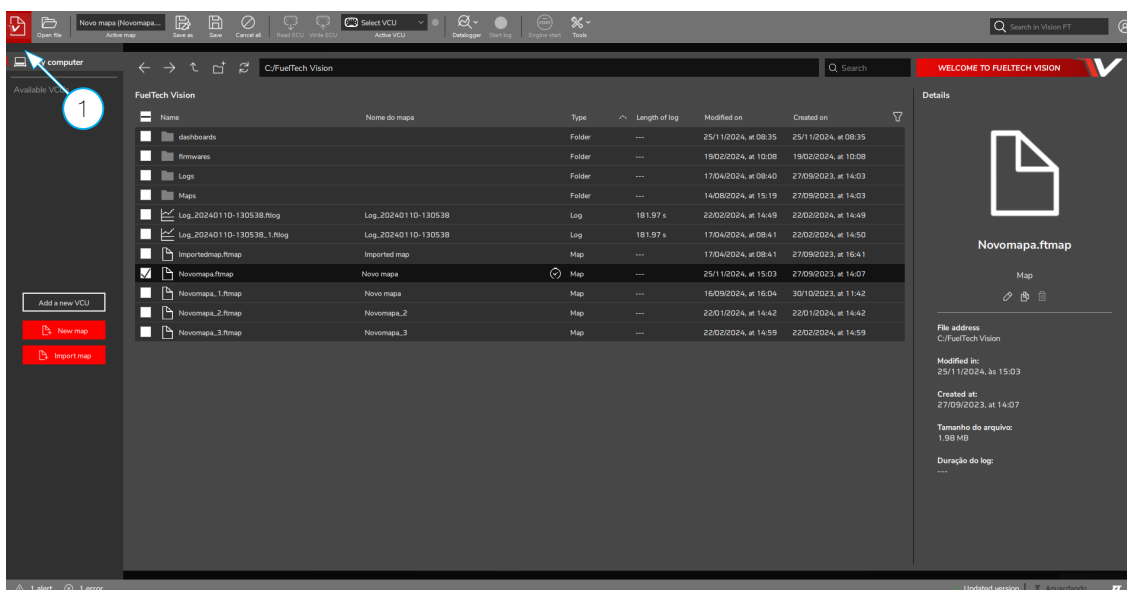 Novo mapa (Novomapa...
Select VCU
Search in Vision FT
Open file
Active map
Save as
Save
Cancel all
Read ECU
Write ECU
Active VCU
Datalogger
Start log
Engine start
Tools
computer
C:/FuelTech Vision
Search
WELCOME TO FUELTECH VISION
Available
1
FuelTech Vision
Details
Name Nome do mapa Type Length of log Modified on Created on
dashboards Folder --- 25/11/2024, at 08:35 25/11/2024, at 08:35
firmwares Folder --- 19/02/2024, at 10:08 19/02/2024, at 10:08
Logs Folder --- 17/04/2024, at 08:40 27/09/2023, at 14:03
Maps Folder --- 14/08/2024, at 15:19 27/09/2023, at 14:03
Log_20240110-130538.ftlog Log_20240110-130538 Log 181.97 s 22/02/2024, at 14:49 22/02/2024, at 14:49
Log_20240110-130538_1.ftlog Log_20240110-130538 Log 181.97 s 17/04/2024, at 08:41 22/02/2024, at 14:50
Importedmap.ftmap Imported map Map --- 17/04/2024, at 08:41 27/09/2023, at 16:41
Novomapa.ftmap Novo mapa Map --- 25/11/2024, at 15:03 27/09/2023, at 14:07
Novomapa_1.ftmap Novo mapa Map --- 16/09/2024, at 16:04 30/10/2023, at 11:42
Novomapa_2.ftmap Novomapa_2 Map --- 22/01/2024, at 14:42 22/01/2024, at 14:42
Novomapa_3.ftmap Novomapa_3 Map --- 22/02/2024, at 14:59 22/02/2024, at 14:59
Add a new VCU
New map
Import map
Novomapa.ftmap
Map
File address
C:/FuelTech Vision
Modified in:
25/11/2024, às 15:03
Created at:
27/09/2023, at 14:07
Tamanho do arquivo:
1.98 MB
Duração do log:
---
1 alert
1 error
Updated version
Aguardando